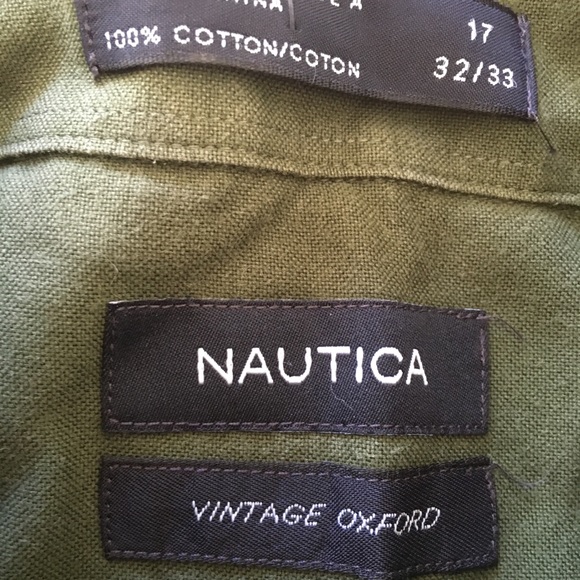 17
100% COTTON/COTON 32/33
NAUTICA
VINTAGE OXFORD